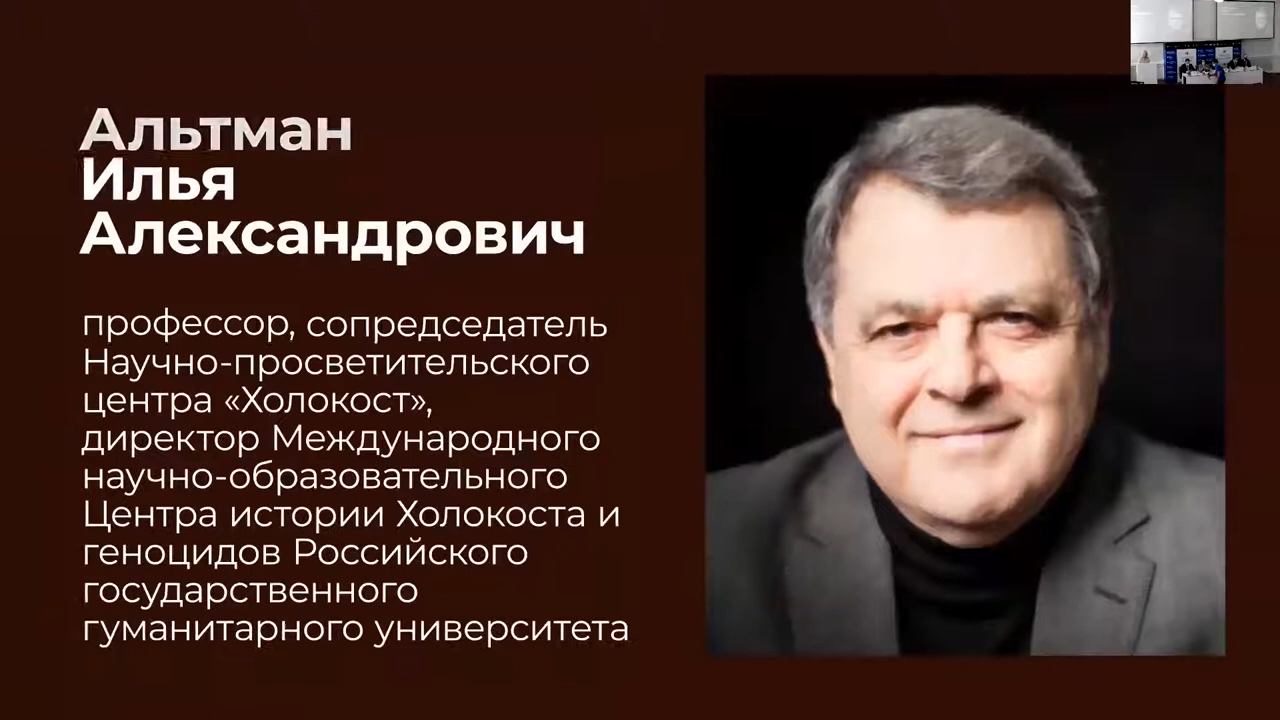 Альтман
Илья
Александрович
профессор, сопредседатель
Научно-просветительского
центра «Холокост»,
директор Международного
научно-образовательного
Центра истории Холокоста и
геноцидов Российского
государственного
гуманитарного университета